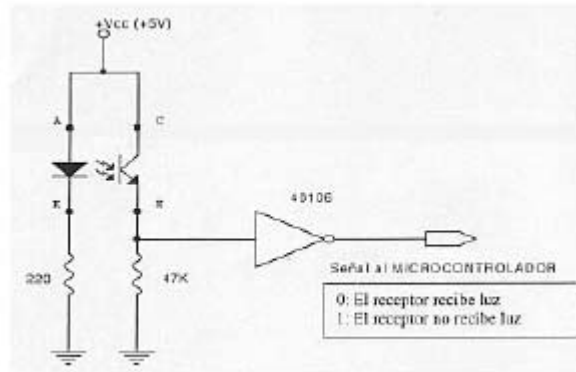 +Vcc (+5V)
A
C
K
E
40106
220
47K
Señal al MICROCONTROLADOR
0: El receptor recibe luz
1: El receptor no recibe luz